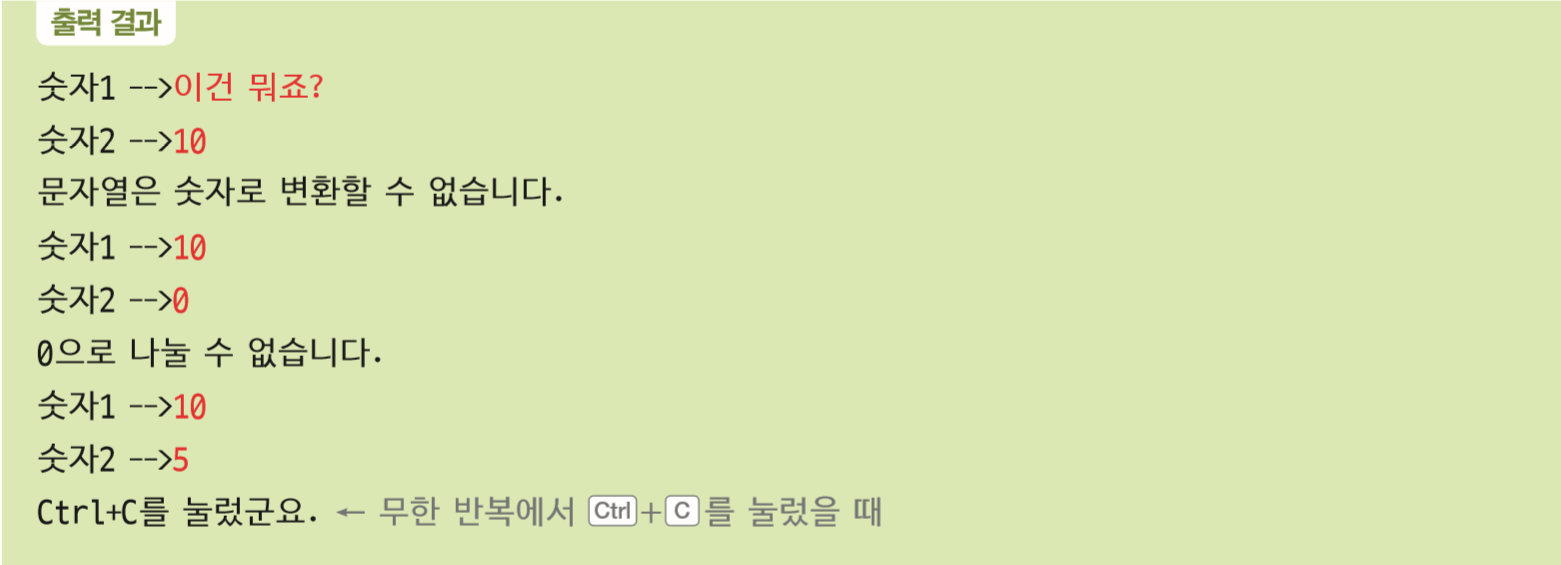 출력 결과
숫자1 -->이건 뭐죠?
숫자2 -->10
문자열은 숫자로 변환할 수 없습니다.
숫자1 -->10
숫자2 -->0
0으로 나눌 수 없습니다.
숫자1 -->10
숫자2 -->5
Ctrl+C를 눌렀군요. ← 무한 반복에서 Ctrl+C를 눌렀을 때